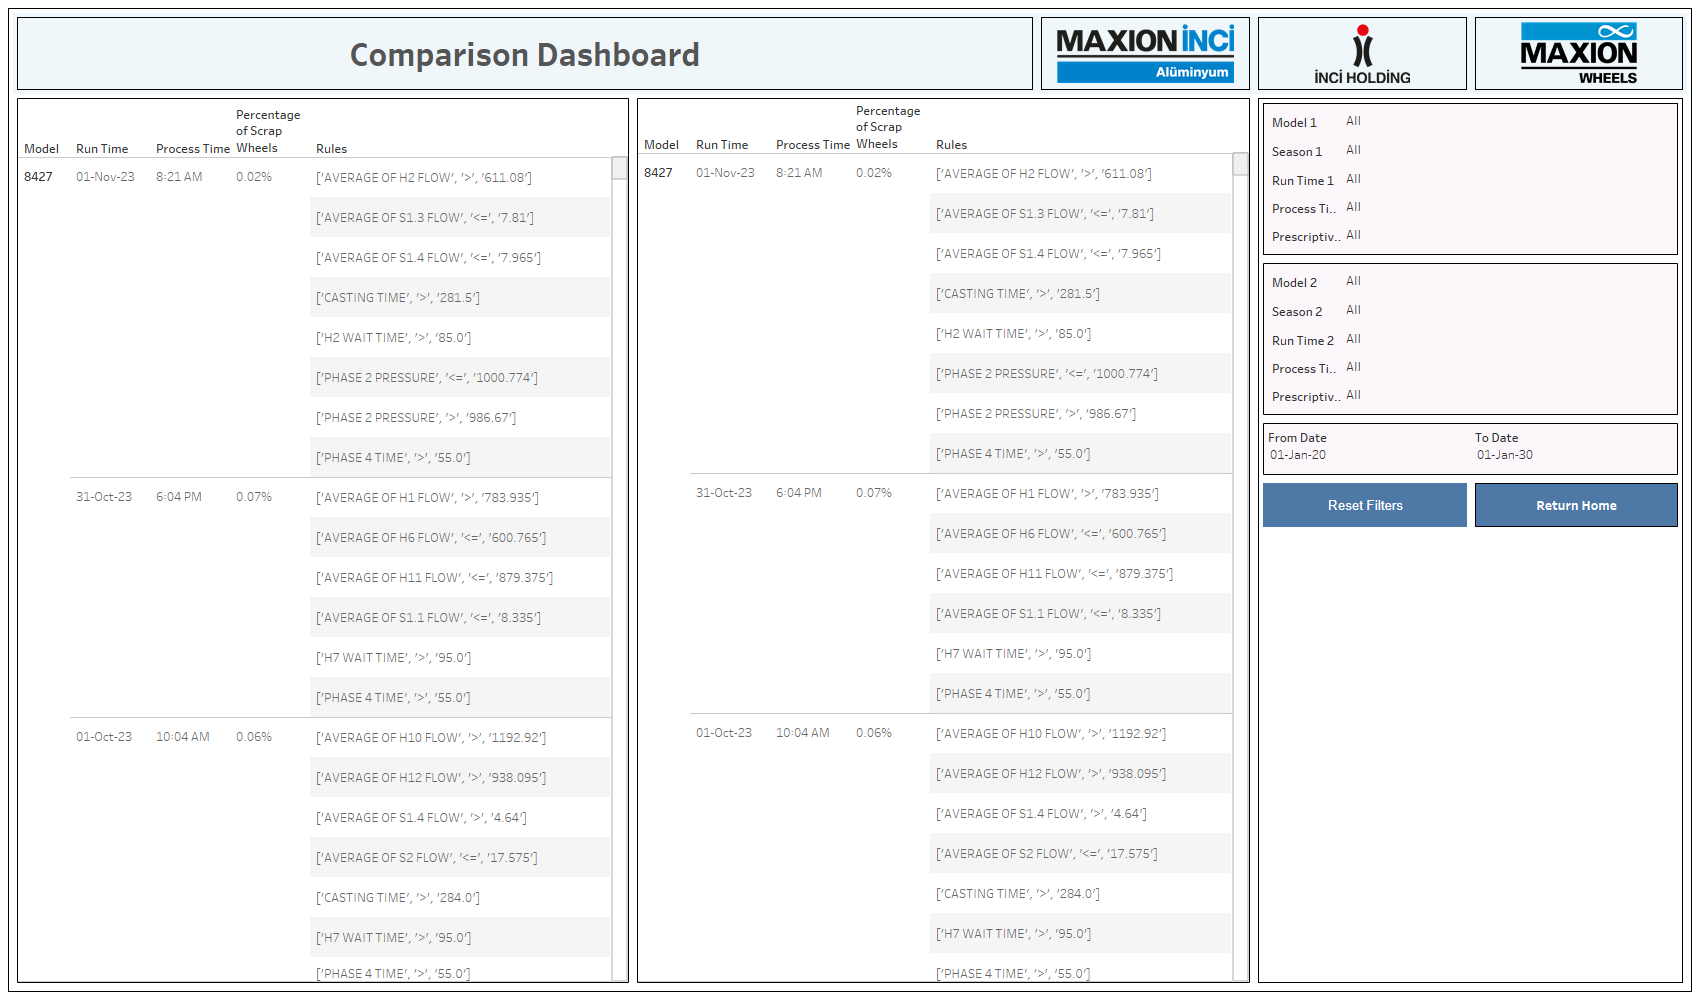 Comparison Dashboard
MAXION İNCİ
Alüminyum
İNCİ HOLDİNG
MAXION
WHEELS
Model Run Time Process Time Percentage of Scrap Wheels Rules
8427 01-Nov-23 8:21 AM 0.02% ['AVERAGE OF H2 FLOW', '>', '611.08']
['AVERAGE OF S1.3 FLOW', '<=', '7.81']
['AVERAGE OF S1.4 FLOW', '<=', '7.965']
['CASTING TIME', '>', '281.5']
['H2 WAIT TIME', '>', '85.0']
['PHASE 2 PRESSURE', '<=', '1000.774']
['PHASE 2 PRESSURE', '>', '986.67']
['PHASE 4 TIME', '>', '55.0']
31-Oct-23 6:04 PM 0.07% ['AVERAGE OF H1 FLOW', '>', '783.935']
['AVERAGE OF H6 FLOW', '<=', '600.765']
['AVERAGE OF H11 FLOW', '<=', '879.375']
['AVERAGE OF S1.1 FLOW', '<=', '8.335']
['H7 WAIT TIME', '>', '95.0']
['PHASE 4 TIME', '>', '55.0']
01-Oct-23 10:04 AM 0.06% ['AVERAGE OF H10 FLOW', '>', '1192.92']
['AVERAGE OF H12 FLOW', '>', '938.095']
['AVERAGE OF S1.4 FLOW', '>', '4.64']
['AVERAGE OF S2 FLOW', '<=', '17.575']
['CASTING TIME', '>', '284.0']
['H7 WAIT TIME', '>', '95.0']
['PHASE 4 TIME', '>', '55.0']
Model Run Time Process Time Percentage of Scrap Wheels Rules
8427 01-Nov-23 8:21 AM 0.02% ['AVERAGE OF H2 FLOW', '>', '611.08']
['AVERAGE OF S1.3 FLOW', '<=', '7.81']
['AVERAGE OF S1.4 FLOW', '<=', '7.965']
['CASTING TIME', '>', '281.5']
['H2 WAIT TIME', '>', '85.0']
['PHASE 2 PRESSURE', '<=', '1000.774']
['PHASE 2 PRESSURE', '>', '986.67']
['PHASE 4 TIME', '>', '55.0']
31-Oct-23 6:04 PM 0.07% ['AVERAGE OF H1 FLOW', '>', '783.935']
['AVERAGE OF H6 FLOW', '<=', '600.765']
['AVERAGE OF H11 FLOW', '<=', '879.375']
['AVERAGE OF S1.1 FLOW', '<=', '8.335']
['H7 WAIT TIME', '>', '95.0']
['PHASE 4 TIME', '>', '55.0']
01-Oct-23 10:04 AM 0.06% ['AVERAGE OF H10 FLOW', '>', '1192.92']
['AVERAGE OF H12 FLOW', '>', '938.095']
['AVERAGE OF S1.4 FLOW', '>', '4.64']
['AVERAGE OF S2 FLOW', '<=', '17.575']
['CASTING TIME', '>', '284.0']
['H7 WAIT TIME', '>', '95.0']
['PHASE 4 TIME', '>', '55.0']
Model 1 All
Season 1 All
Run Time 1 All
Process Ti.. All
Prescriptiv.. All
Model 2 All
Season 2 All
Run Time 2 All
Process Ti.. All
Prescriptiv.. All
From Date To Date
01-Jan-20 01-Jan-30
Reset Filters Return Home